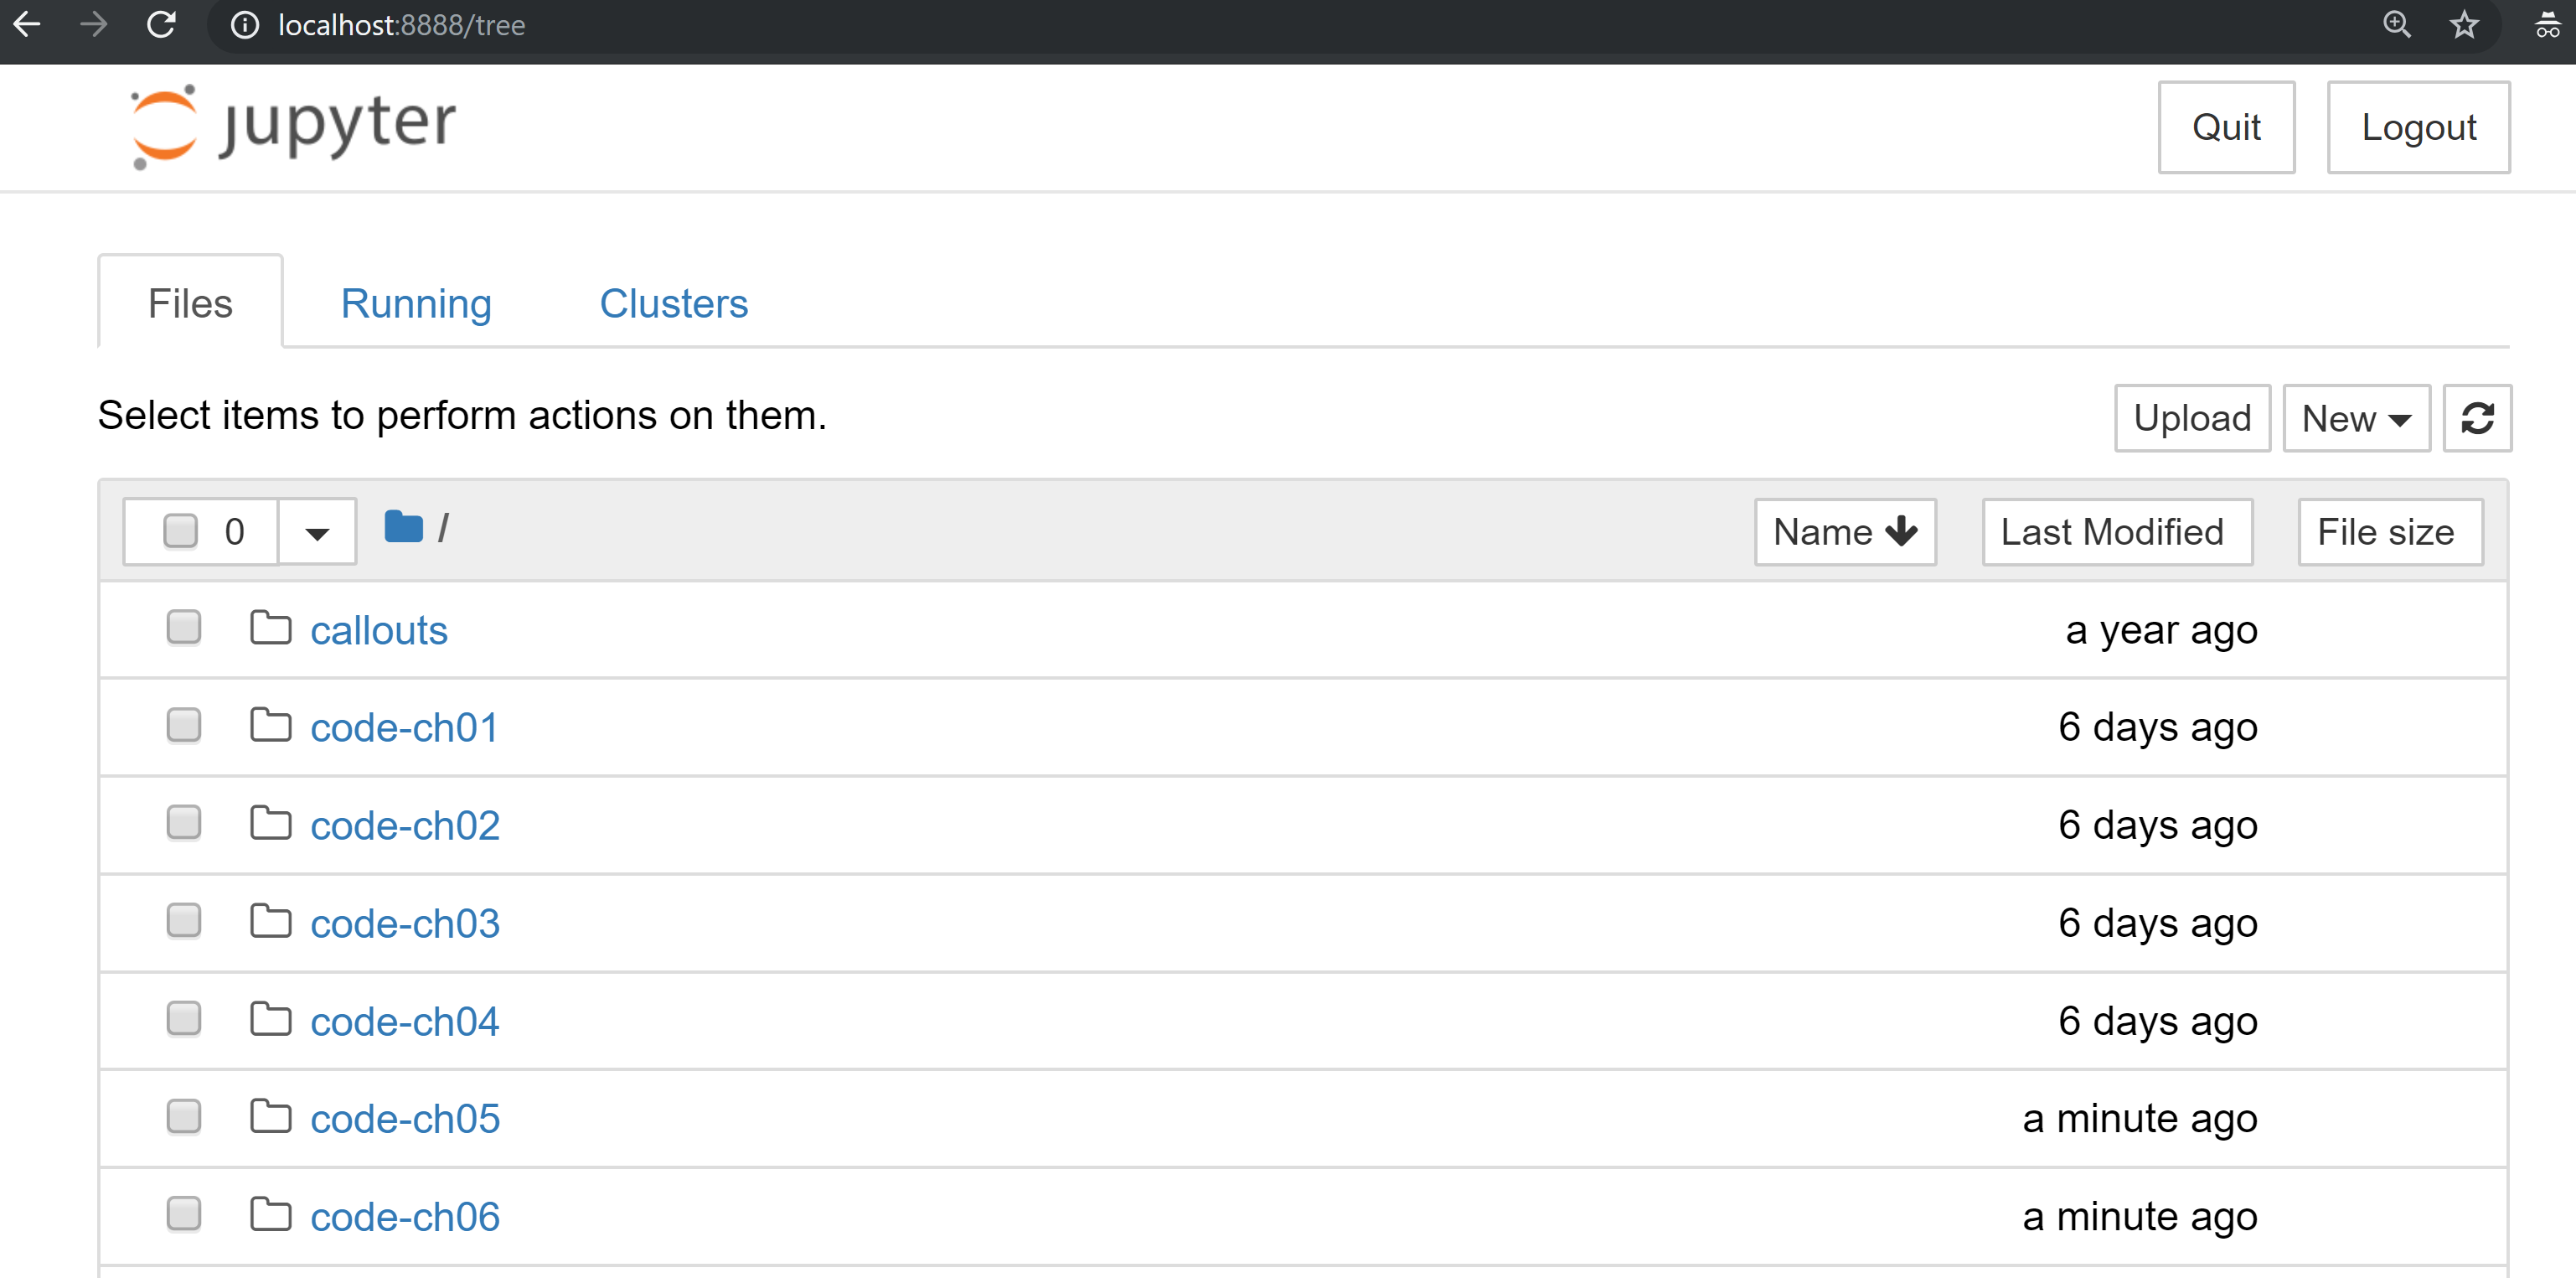 localhost:8888/tree
jupyter
Quit Logout
Files Running Clusters
Select items to perform actions on them.
Upload New
0 / Name Last Modified File size
callouts a year ago
code-ch01 6 days ago
code-ch02 6 days ago
code-ch03 6 days ago
code-ch04 6 days ago
code-ch05 a minute ago
code-ch06 a minute ago